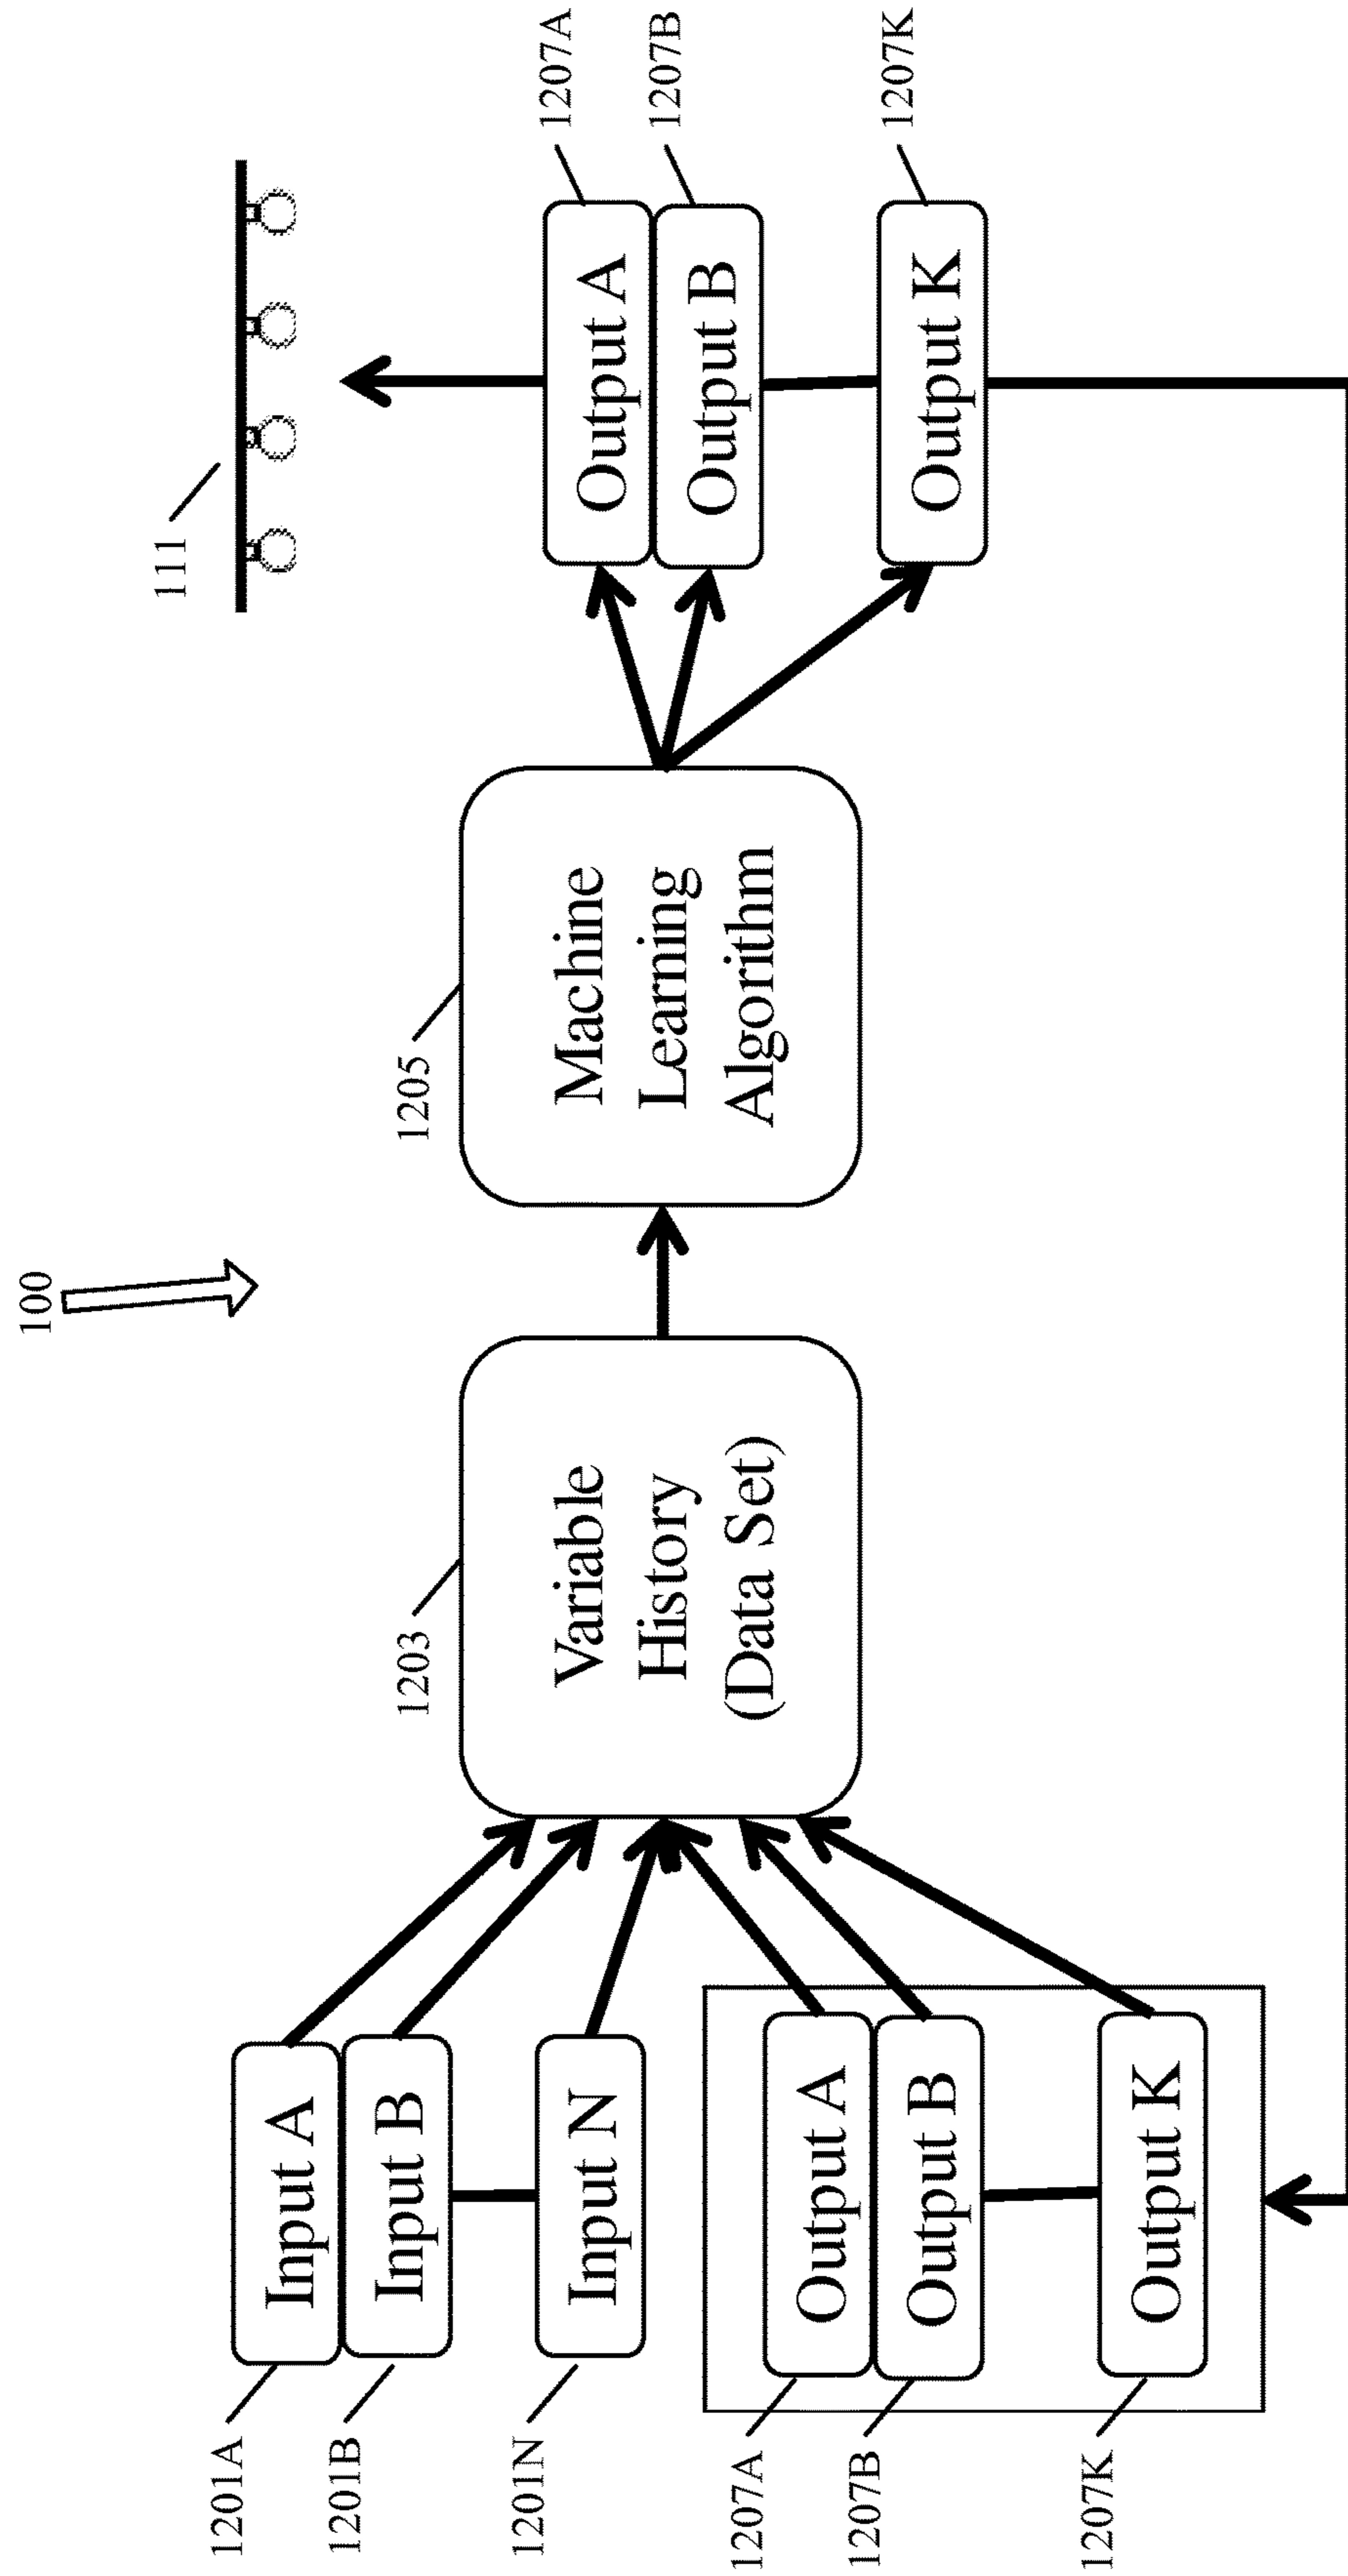 100
111
1201A
Input A
1201B
Input B
1201N
Input N
1207A
Output A
1207B
Output B
1207K
Output K
1203
Variable
History
(Data Set)
1205
Machine
Learning
Algorithm
Output A
1207A
Output B
1207B
Output K
1207K